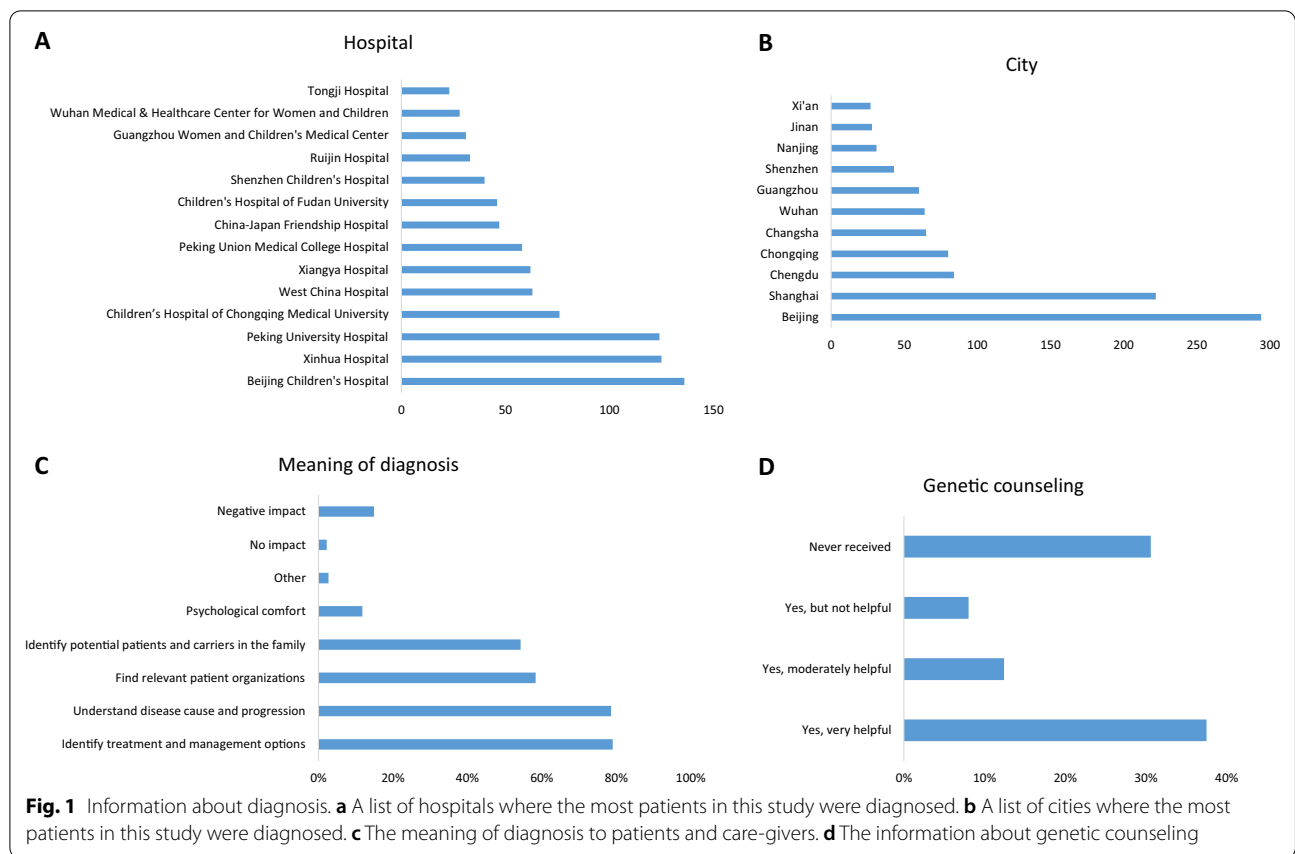 A
Hospital
Tongji Hospital
Wuhan Medical & Healthcare Center for Women and Children
Guangzhou Women and Children's Medical Center
Ruijin Hospital
Shenzhen Children's Hospital
Children's Hospital of Fudan University
China-Japan Friendship Hospital
Peking Union Medical College Hospital
Xiangya Hospital
West China Hospital
Children’s Hospital of Chongqing Medical University
Peking University Hospital
Xinhua Hospital
Beijing Children's Hospital
0 50 100 150
B
City
Xi'an
Jinan
Nanjing
Shenzhen
Guangzhou
Wuhan
Changsha
Chongqing
Chengdu
Shanghai
Beijing
0 50 100 150 200 250 300
C
Meaning of diagnosis
Negative impact
No impact
Other
Psychological comfort
Identify potential patients and carriers in the family
Find relevant patient organizations
Understand disease cause and progression
Identify treatment and management options
0% 20% 40% 60% 80% 100%
D
Genetic counseling
Never received
Yes, but not helpful
Yes, moderately helpful
Yes, very helpful
0% 10% 20% 30% 40%
Fig. 1 Information about diagnosis. a A list of hospitals where the most patients in this study were diagnosed. b A list of cities where the most
patients in this study were diagnosed. c The meaning of diagnosis to patients and care-givers. d The information about genetic counseling